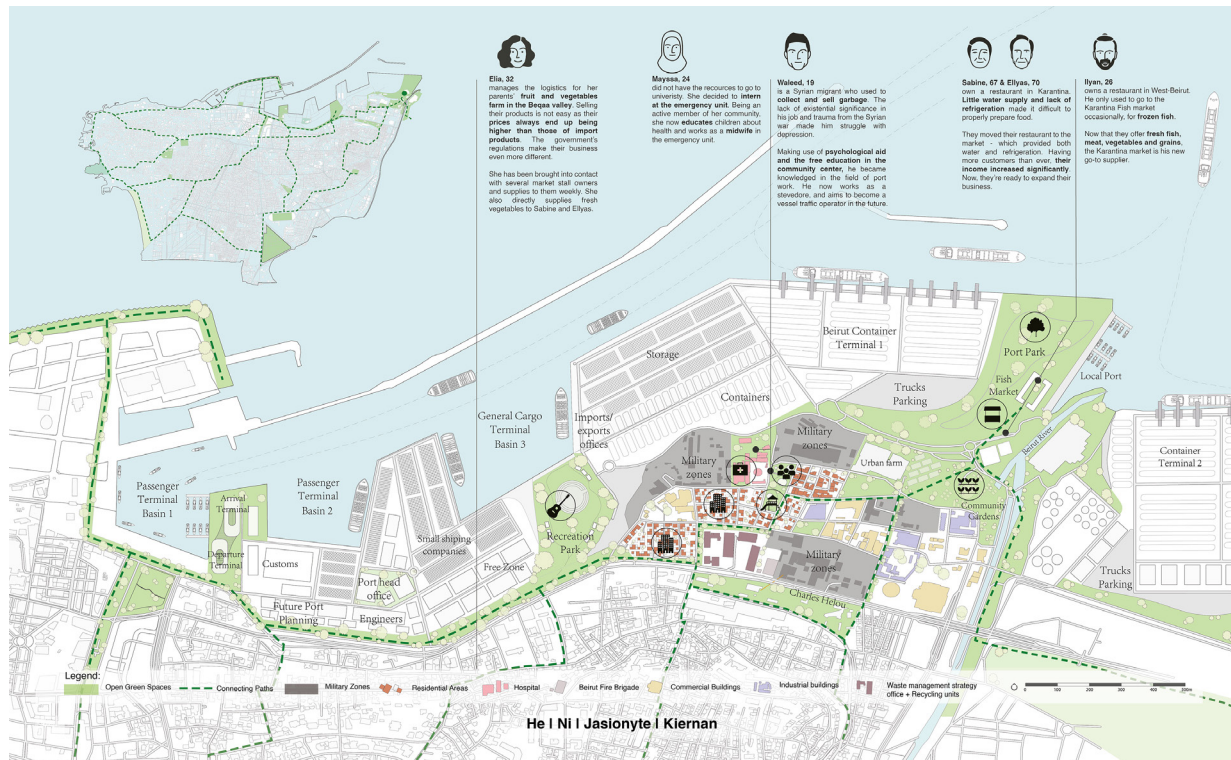 Elia, 32
manages the logistics for her
parents' fruit and vegetables
farm in the Beqaa valley. Selling
their products is not easy as their
prices always end up being
higher than those of import
products. The government's
regulations make their business
even more different.
She has been brought into contact
with several market stall owners
and supplies to them weekly. She
also directly supplies fresh
vegetables to Sabine and Ellyas.
Mayssa, 24
did not have the recources to go to
univeristy. She decided to intern
at the emergency unit. Being an
active member of her community,
she now educates children about
health and works as a midwife in
the emergency unit.
Waleed, 19
is a Syrian migrant who used to
collect and sell garbage. The
lack of existential significance in
his job and trauma from the Syrian
war made him struggle with
depression.
Making use of psychological aid
and the free education in the
community center, he became
knowledged in the field of port
work. He now works as a
stevedore, and aims to become a
vessel traffic operator in the future.
Sabine, 67 & Ellyas, 70
own a restaurant in Karantina.
Little water supply and lack of
refrigeration made it difficult to
properly prepare food.
They moved their restaurant to the
market - which provided both
water and refrigeration. Having
more customers than ever, their
income increased significantly.
Now, they're ready to expand their
business.
Ilyan, 26
owns a restaurant in West-Beirut.
He only used to go to the
Karantina Fish market
occasionally, for frozen fish.
Now that they offer fresh fish,
meat, vegetables and grains,
the Karantina market is his new
go-to supplier.
Beirut Container
Terminal 1
Port Park
Storage
Fish
Market
Local Port
Trucks
Parking
Containers
General Cargo
Terminal
Basin 3
Imports/
exports
offices
Military
zones
Military
zones
Urban farm
Beirut River
Container
Terminal 2
Passenger
Terminal
Basin 1
Arrival
Terminal
Passenger
Terminal
Basin 2
Community
Gardens
Small shiping
companies
Recreation
Park
Departure
Terminal
Customs
Free Zone
Military
zones
Trucks
Parking
Port head
office
Charles Helou
Future Port
Planning
Engineers
Legend:
Open Green Spaces
Connecting Paths
Military Zones
Residential Areas
Hospital
Beirut Fire Brigade
Commercial Buildings
Industrial buildings
Waste management strategy
office + Recycling units
0 100 200 300 400 500m
He | Ni | Jasionyte | Kiernan